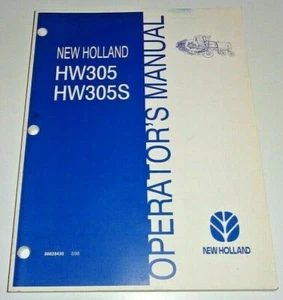 NEW HOLLAND
HW305
HW305S
OPERATOR'S MANUAL
NEW HOLLAND